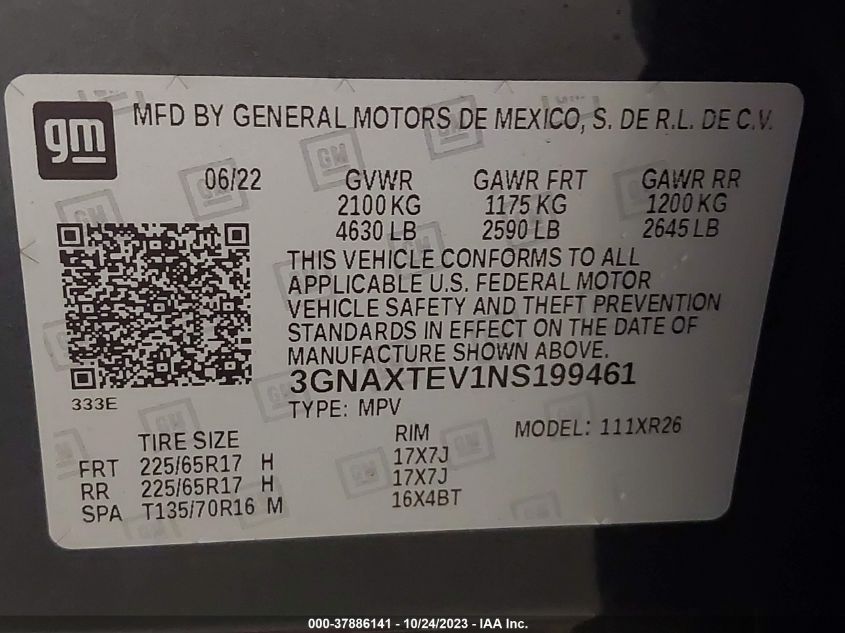 gm
MFD BY GENERAL MOTORS DE MEXICO, S. DE R.L. DE C.V.
06/22 GVWR GAWR FRT GAWR RR
2100 KG 1175 KG 1200 KG
4630 LB 2590 LB 2645 LB
THIS VEHICLE CONFORMS TO ALL
APPLICABLE U.S. FEDERAL MOTOR
VEHICLE SAFETY AND THEFT PREVENTION
STANDARDS IN EFFECT ON THE DATE OF
MANUFACTURE SHOWN ABOVE.
3GNAXTEV1NS199461
333E
TYPE: MPV
TIRE SIZE RIM MODEL: 111XR26
FRT 225/65R17 H 17X7J
RR 225/65R17 H 17X7J
SPA T135/70R16 M 16X4BT
000-37886141 - 10/24/2023 - IAA Inc.